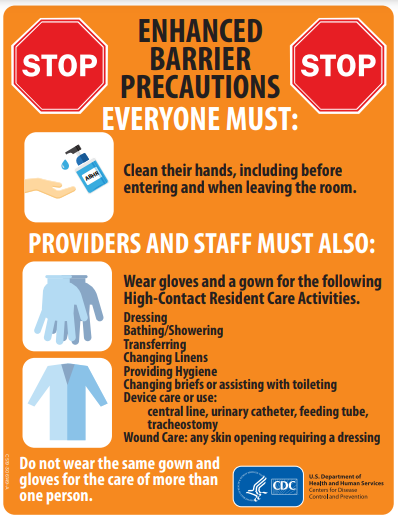 STOP
ENHANCED
BARRIER
PRECAUTIONS
STOP
EVERYONE MUST:
Clean their hands, including before
entering and when leaving the room.
PROVIDERS AND STAFF MUST ALSO:
Wear gloves and a gown for the following
High-Contact Resident Care Activities.
Dressing
Bathing/Showering
Transferring
Changing Linens
Providing Hygiene
Changing briefs or assisting with toileting
Device care or use:
central line, urinary catheter, feeding tube,
tracheostomy
Wound Care: any skin opening requiring a dressing
Do not wear the same gown and
gloves for the care of more than
one person.
CDC
U.S. Department of
Health and Human Services
Centers for Disease
Control and Prevention